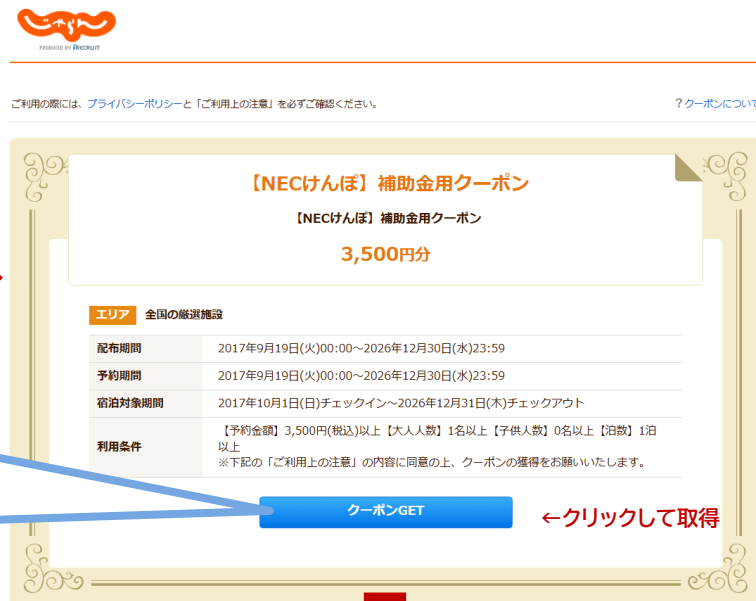 じゃらん
PRODUCED BY RECRUIT
ご利用の際には、プライバシーポリシーと「ご利用上の注意」を必ずご確認ください。
?クーポンについて
【NECけんぽ】補助金用クーポン
【NECけんぽ】補助金用クーポン
3,500円分
エリア 全国の厳選施設
配布期間 2017年9月19日(火)00:00～2026年12月30日(水)23:59
予約期間 2017年9月19日(火)00:00～2026年12月30日(水)23:59
宿泊対象期間 2017年10月1日(日)チェックイン～2026年12月31日(木)チェックアウト
利用条件 【予約金額】3,500円(税込)以上【大人人数】1名以上【子供人数】0名以上【泊数】1泊
以上
※下記の「ご利用上の注意」の内容に同意の上、クーポンの獲得をお願いいたします。
クーポンGET
←クリックして取得